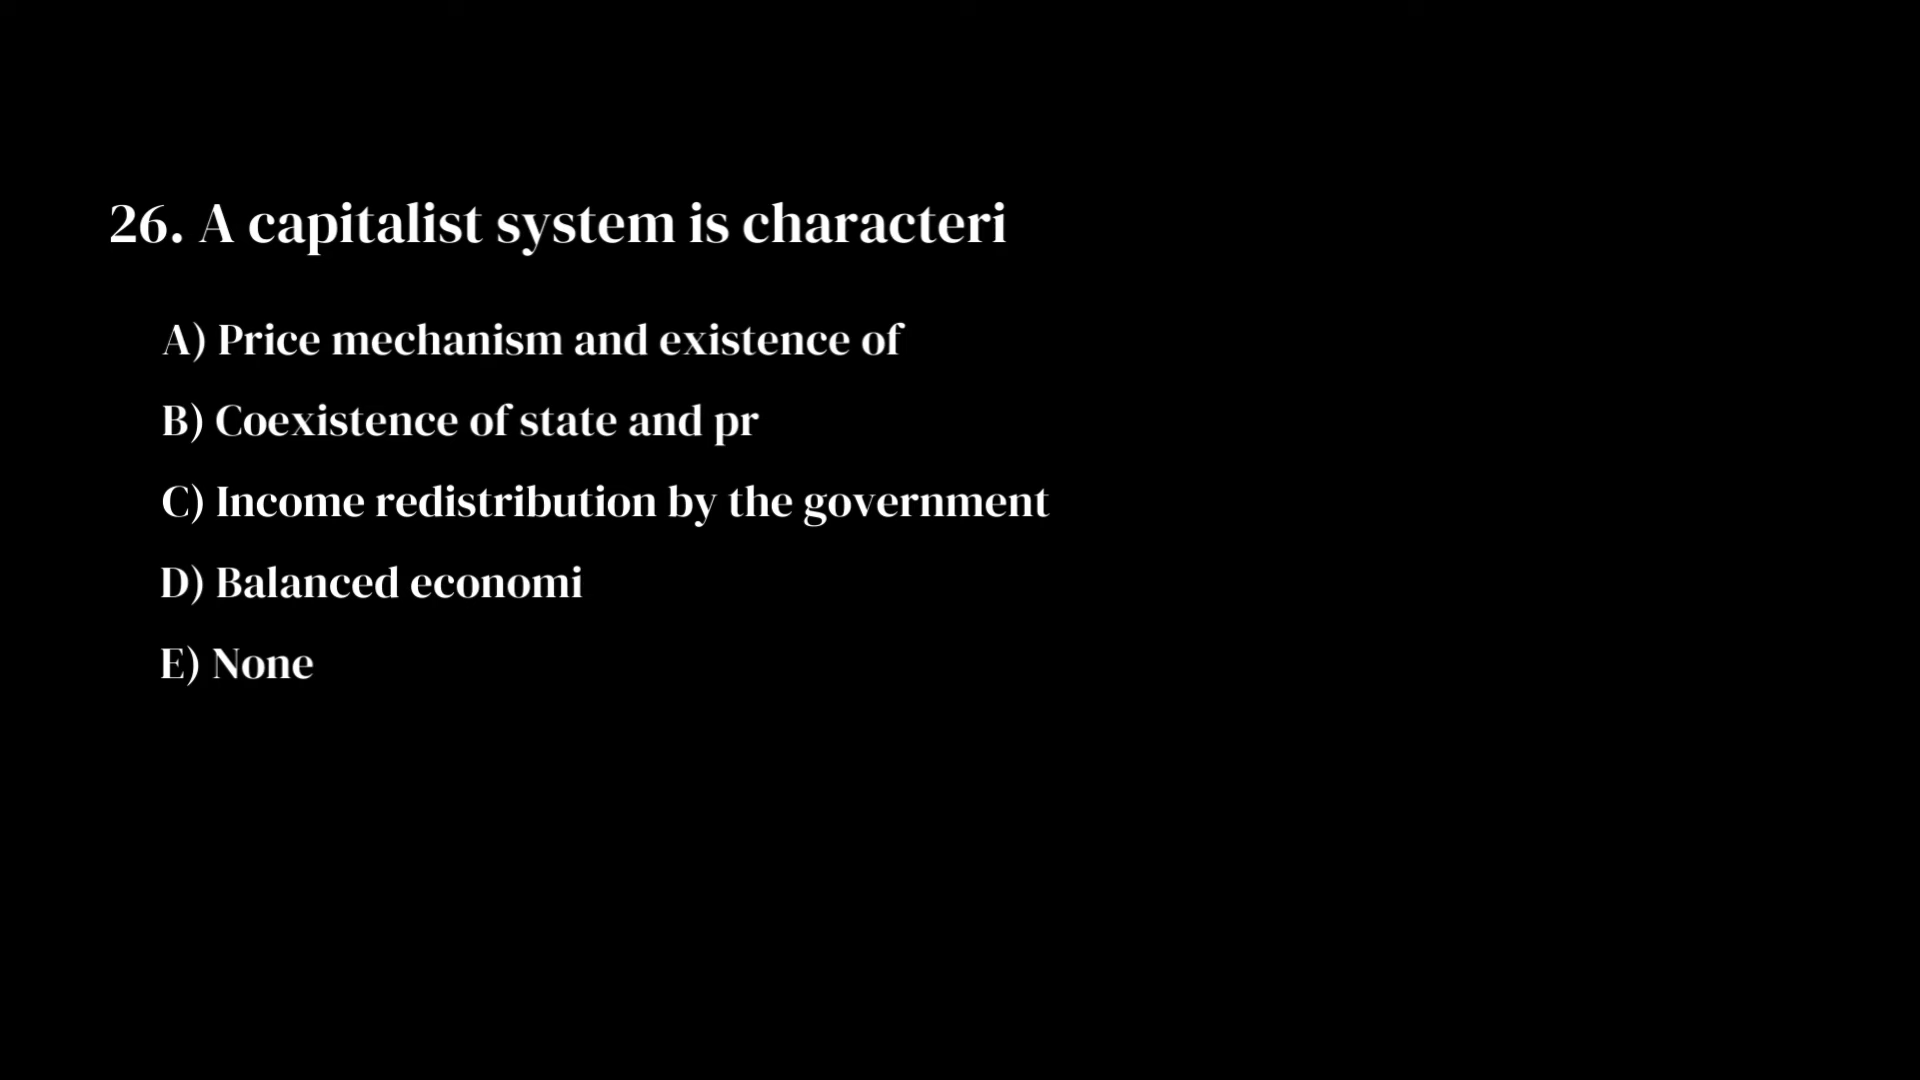 26. A capitalist system is characteri
A) Price mechanism and existence of
B) Coexistence of state and pr
C) Income redistribution by the government
D) Balanced economi
E) None